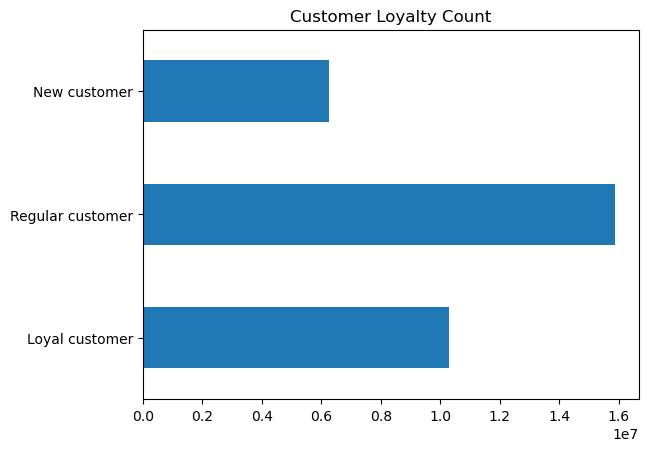 Customer Loyalty Count
New customer
Regular customer
Loyal customer
0.0 0.2 0.4 0.6 0.8 1.0 1.2 1.4 1.6
1e7